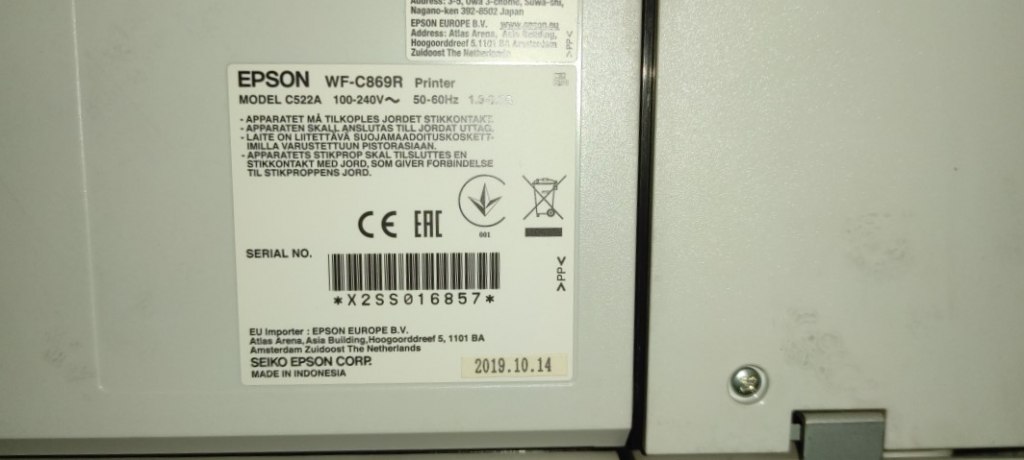 Address: 3-5, Owa 3-chome, Suwa-shi,
Nagano-ken 392-8502 Japan
EPSON EUROPE B.V. www.epson.eu
Address: Atlas Arena, Asia Building,
Hoogoorddreef 5, 1101 BA Amsterdam
Zuidoost The Netherlands
>PP<
EPSON WF-C869R Printer
MODEL C522A 100-240V~ 50-60Hz
- APPARATET MÅ TILKOPLES JORDET STIKKONTAKT.
- APPARATEN SKALL ANSLUTAS TILL JORDAT UTTAG.
- LAITE ON LIITETTÄVÄ SUOJAMAADOITUSKOSKETT-
IMILLA VARUSTETTUUN PISTORASIAAN.
- APPARATETS STIKPROP SKAL TILSLUTTES EN
STIKKONTAKT MED JORD, SOM GIVER FORBINDELSE
TIL STIKPROPPENS JORD.
CE EAC
001
SERIAL NO.
*X2SS016857*
>PP<
EU Importer : EPSON EUROPE B.V.
Atlas Arena, Asia Building,Hoogoorddreef 5, 1101 BA
Amsterdam Zuidoost The Netherlands
SEIKO EPSON CORP.
MADE IN INDONESIA
2019.10.14